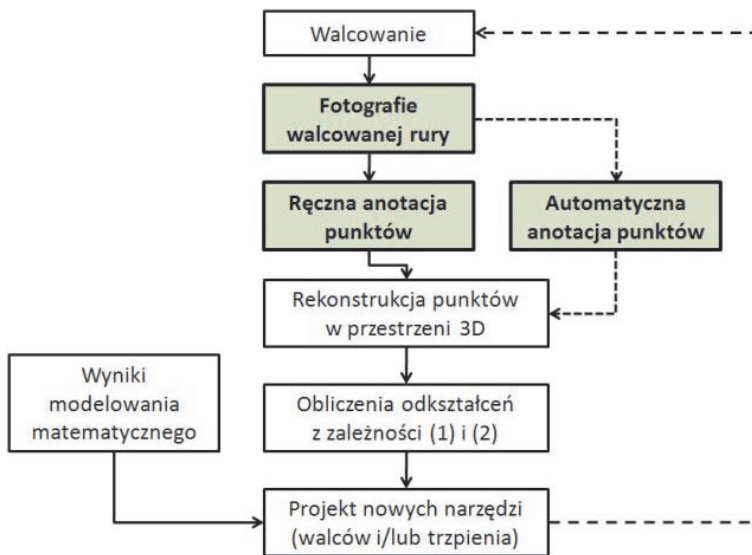 Walcowanie
Fotografie
walcowanej rury
Ręczna anotacja
punktów
Automatyczna
anotacja punktów
Rekonstrukcja punktów
w przestrzeni 3D
Wyniki
modelowania
matematycznego
Obliczenia odkształceń
z zależności (1) i (2)
Projekt nowych narzędzi
(walców i/lub trzpienia)